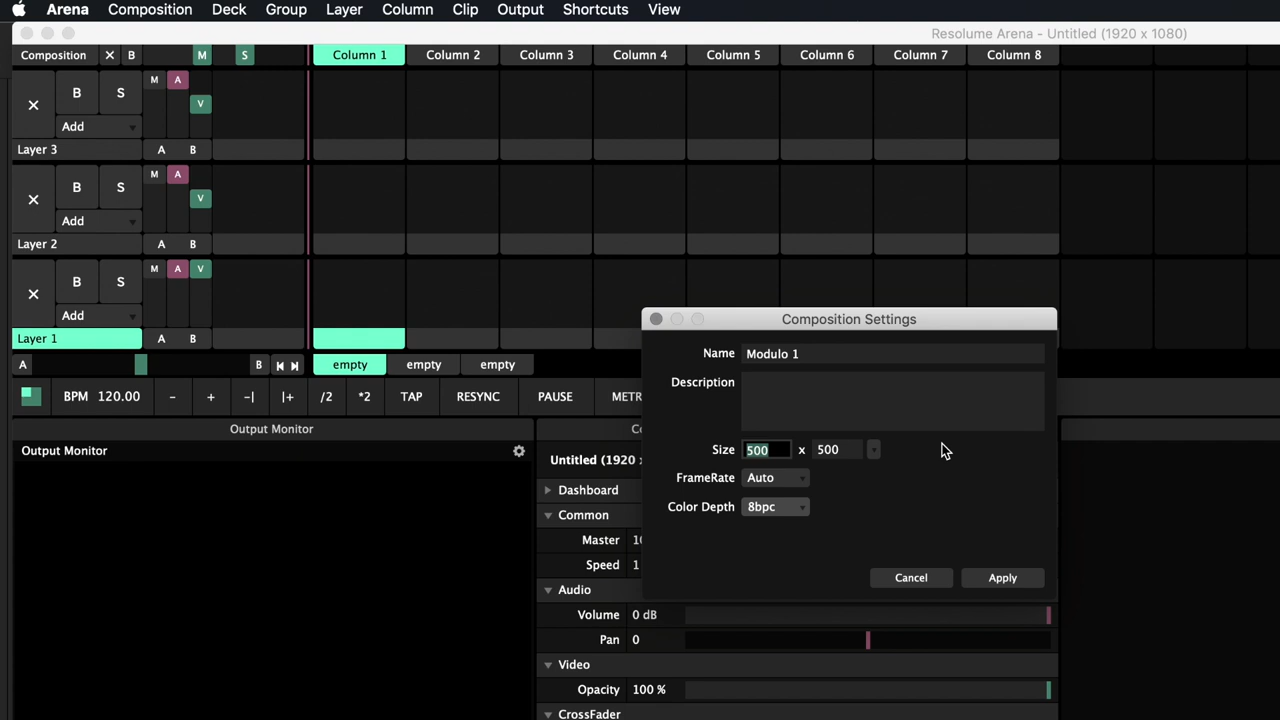 Arena Composition Deck Group Layer Column Clip Output Shortcuts View
Resolume Arena - Untitled (1920 x 1080)
Composition X B M S Column 1 Column 2 Column 3 Column 4 Column 5 Column 6 Column 7 Column 8
M A
X B S V
Add
Layer 3 A B
M A
X B S V
Add
Layer 2 A B
M A V
X B S
Add
Layer 1 A B
A B empty empty empty
BPM 120.00 - + -| |+ /2 *2 TAP RESYNC PAUSE METR
Output Monitor
Output Monitor
Co
Untitled (1920 x
Dashboard
Common
Master 10
Speed 1
Audio
Volume 0 dB
Pan 0
Video
Opacity 100 %
CrossFader
Composition Settings
Name Modulo 1
Description
Size 500 x 500
FrameRate Auto
Color Depth 8bpc
Cancel Apply